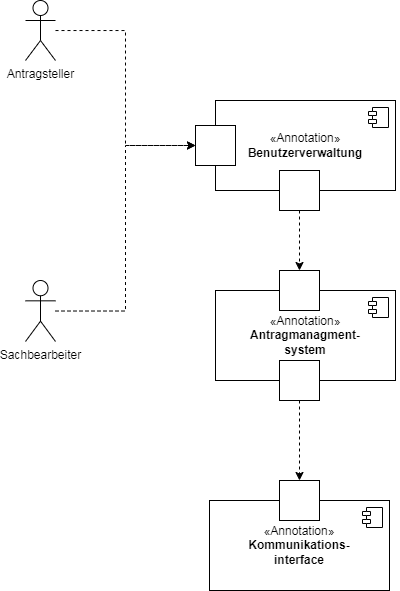 Antragsteller
«Annotation»
Benutzerverwaltung
«Annotation»
Antragmanagment-
system
Sachbearbeiter
«Annotation»
Kommunikations-
interface